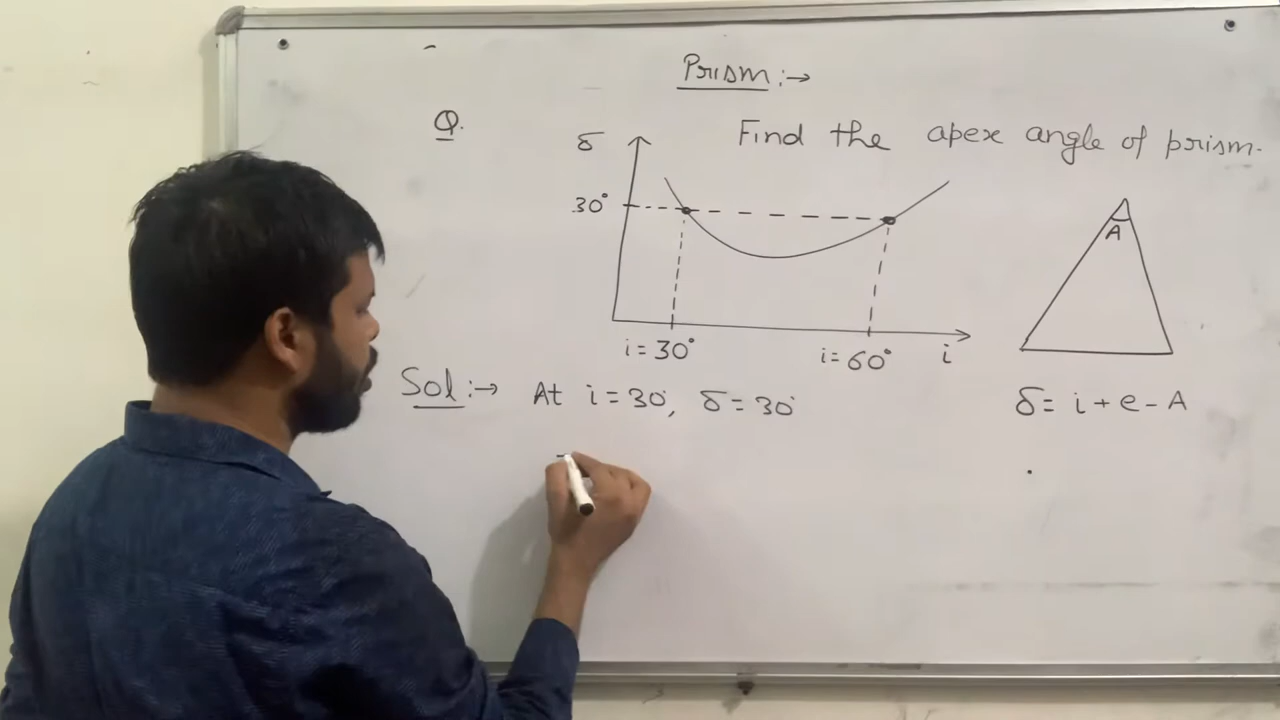 Prism:→
Q.
Find the apex angle of prism.
δ
30°
A
i=30°
i=60°
i
Sol:→ At i=30°, δ=30°
δ= i+e-A